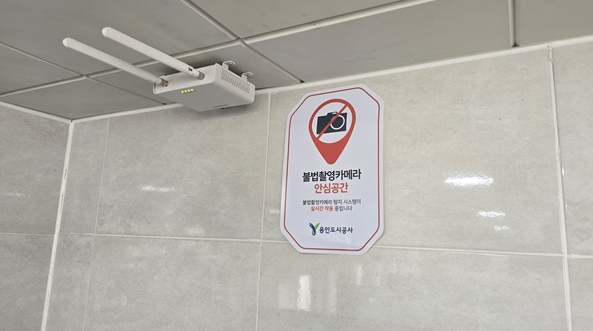 불법촬영카메라
안심공간
불법촬영카메라 탐지 시스템이
실시간 작동 중입니다
용인도시공사